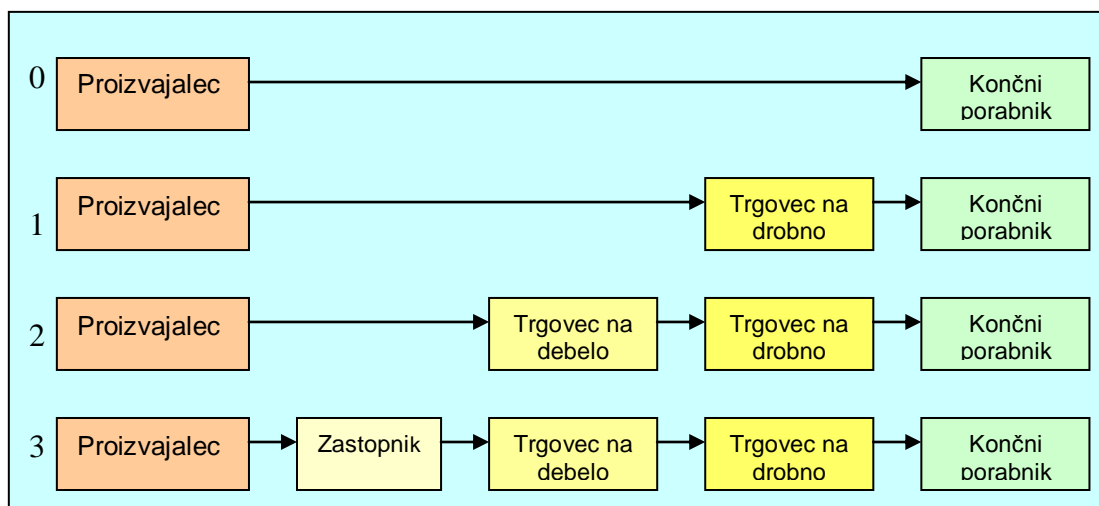 0
Proizvajalec
Končni
porabnik
1
Proizvajalec
Trgovec na
drobno
Končni
porabnik
2
Proizvajalec
Trgovec na
debelo
Trgovec na
drobno
Končni
porabnik
3
Proizvajalec
Zastopnik
Trgovec na
debelo
Trgovec na
drobno
Končni
porabnik